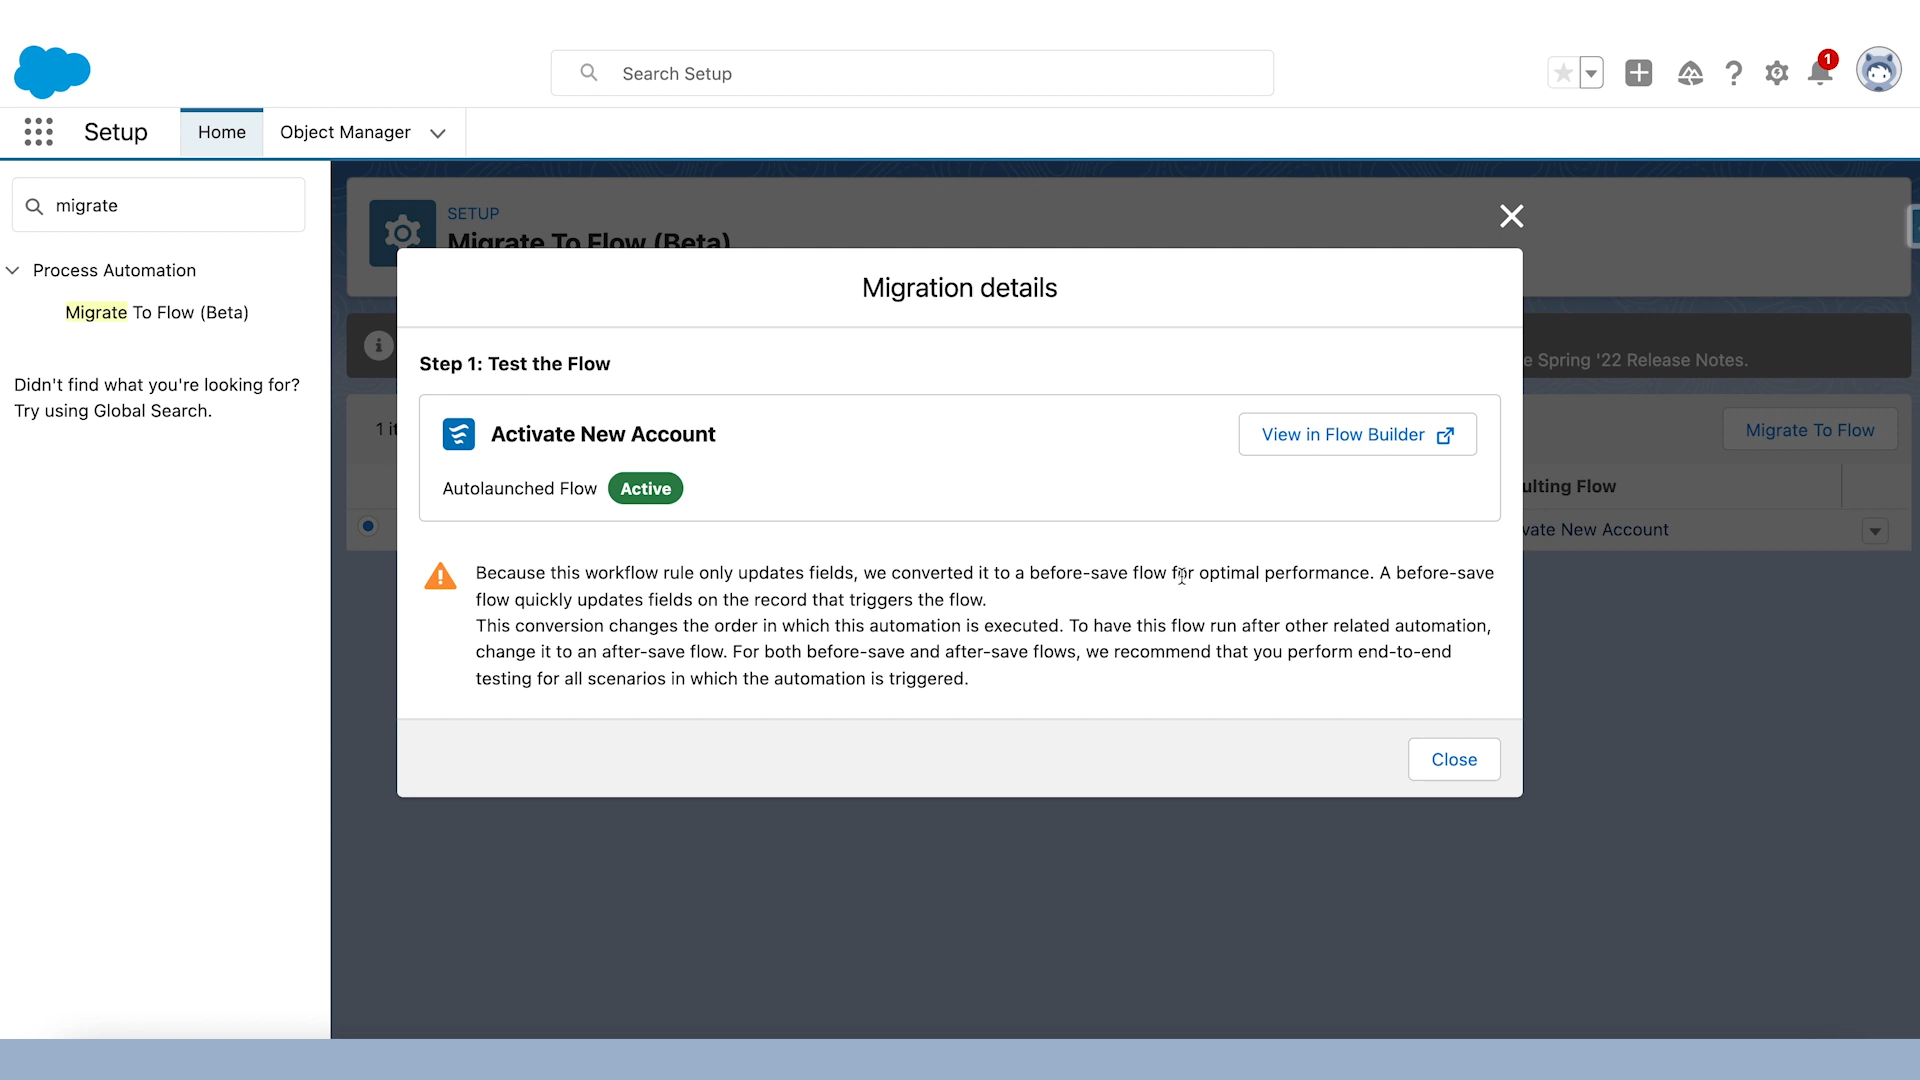 Search Setup
1
Setup
Home
Object Manager
migrate
Process Automation
Migrate To Flow (Beta)
Didn't find what you're looking for?
Try using Global Search.
SETUP
Migrate To Flow (Beta)
e Spring '22 Release Notes.
1 it
Migrate To Flow
ulting Flow
vate New Account
Migration details
Step 1: Test the Flow
Activate New Account
View in Flow Builder
Autolaunched Flow Active
Because this workflow rule only updates fields, we converted it to a before-save flow for optimal performance. A before-save
flow quickly updates fields on the record that triggers the flow.
This conversion changes the order in which this automation is executed. To have this flow run after other related automation,
change it to an after-save flow. For both before-save and after-save flows, we recommend that you perform end-to-end
testing for all scenarios in which the automation is triggered.
Close